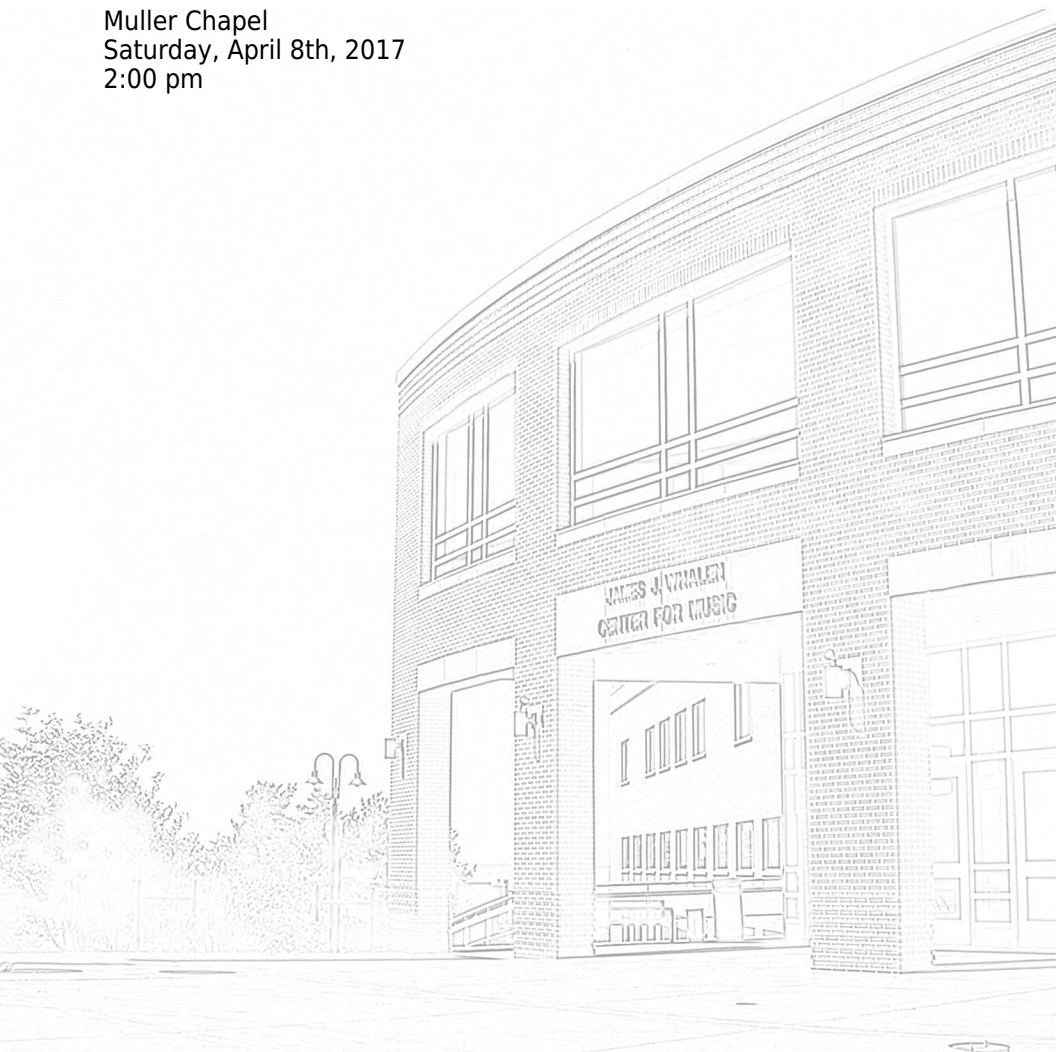 Muller Chapel
Saturday, April 8th, 2017
2:00 pm
JAMES J. WHALEN
CENTER FOR MUSIC